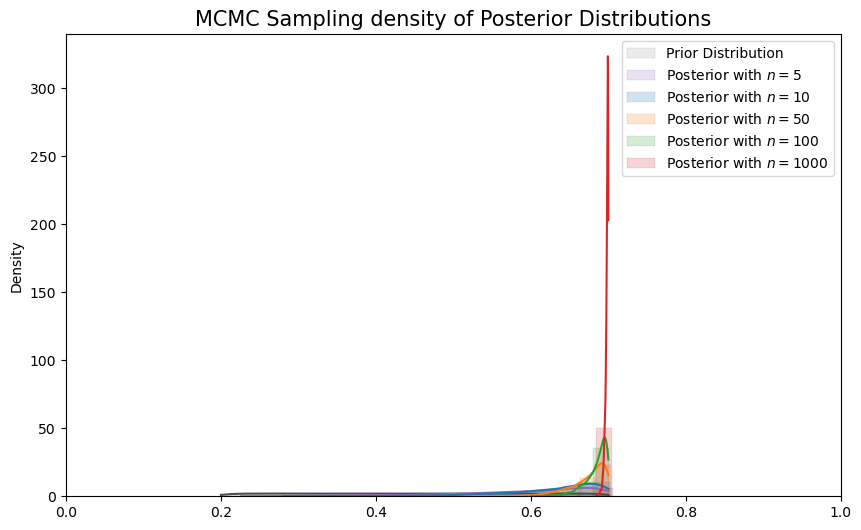 MCMC Sampling density of Posterior Distributions
Prior Distribution
Posterior with n = 5
Posterior with n = 10
Posterior with n = 50
Posterior with n = 100
Posterior with n = 1000
Density
300
250
200
150
100
50
0
0.0 0.2 0.4 0.6 0.8 1.0